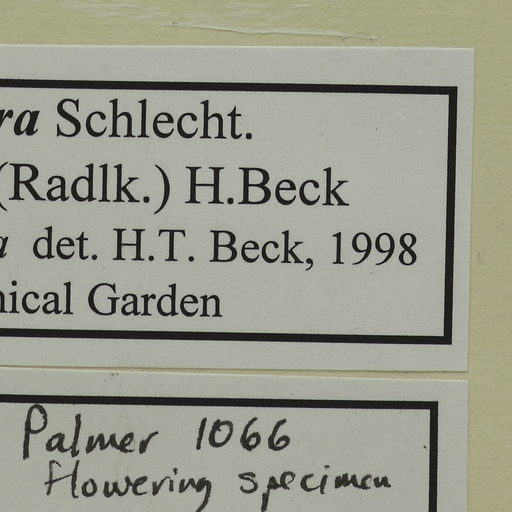 ra Schlecht.
(Radlk.) H.Beck
a det. H.T. Beck, 1998
nical Garden
Palmer 1066
flowering specimen